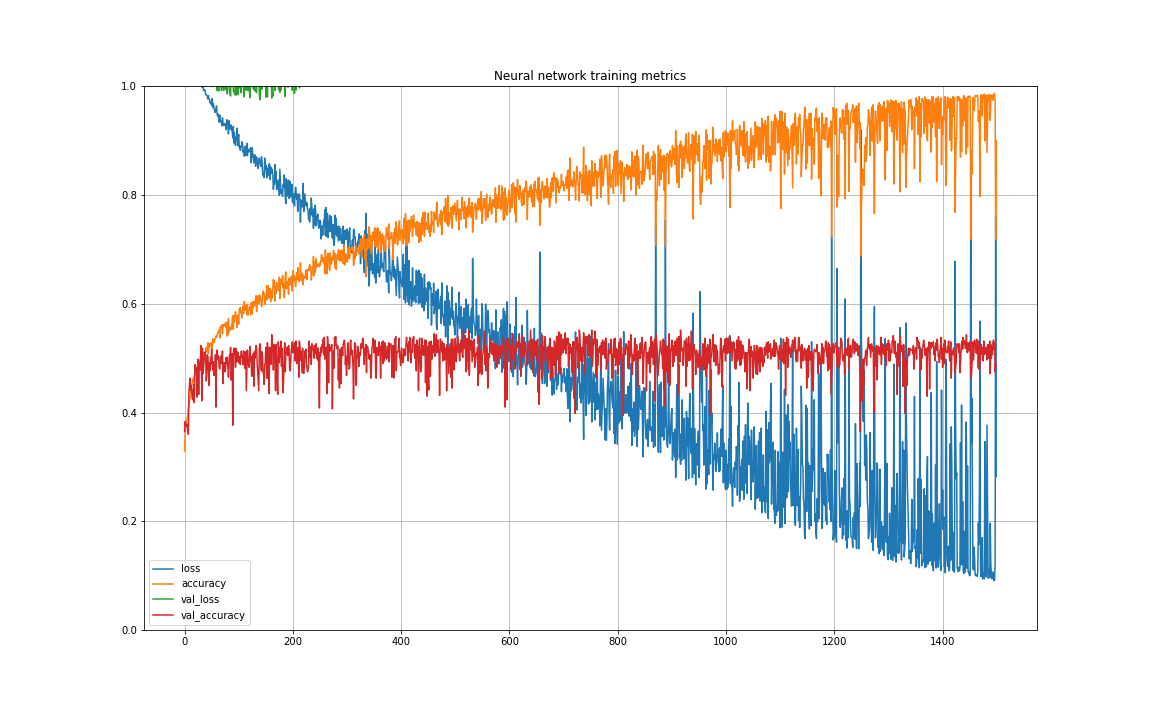 Neural network training metrics
1.0
0.8
0.6
0.4
0.2
0.0
loss
accuracy
val_loss
val_accuracy
0 200 400 600 800 1000 1200 1400